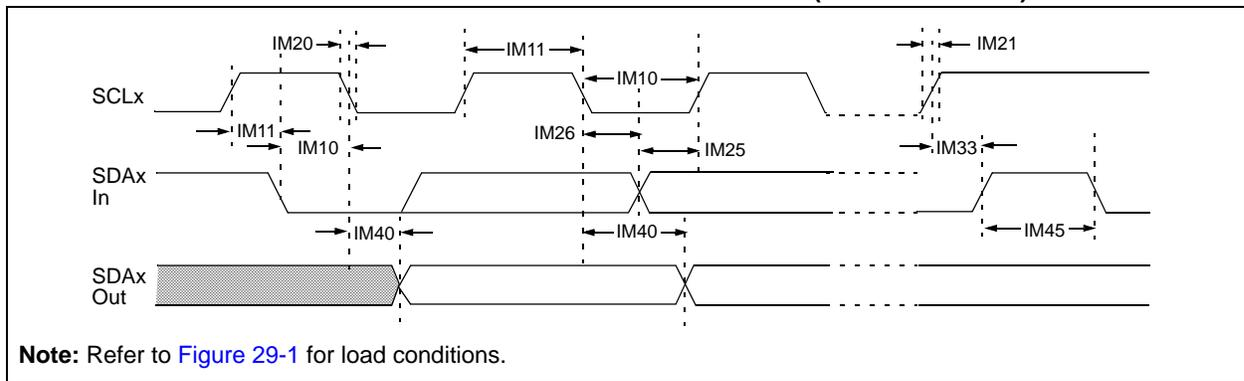 IM20
IM11
IM21
IM10
SCLx
IM11
IM26
IM10
IM25
IM33
SDAx
In
IM40
IM40
IM45
SDAx
Out
Note: Refer to Figure 29-1 for load conditions.